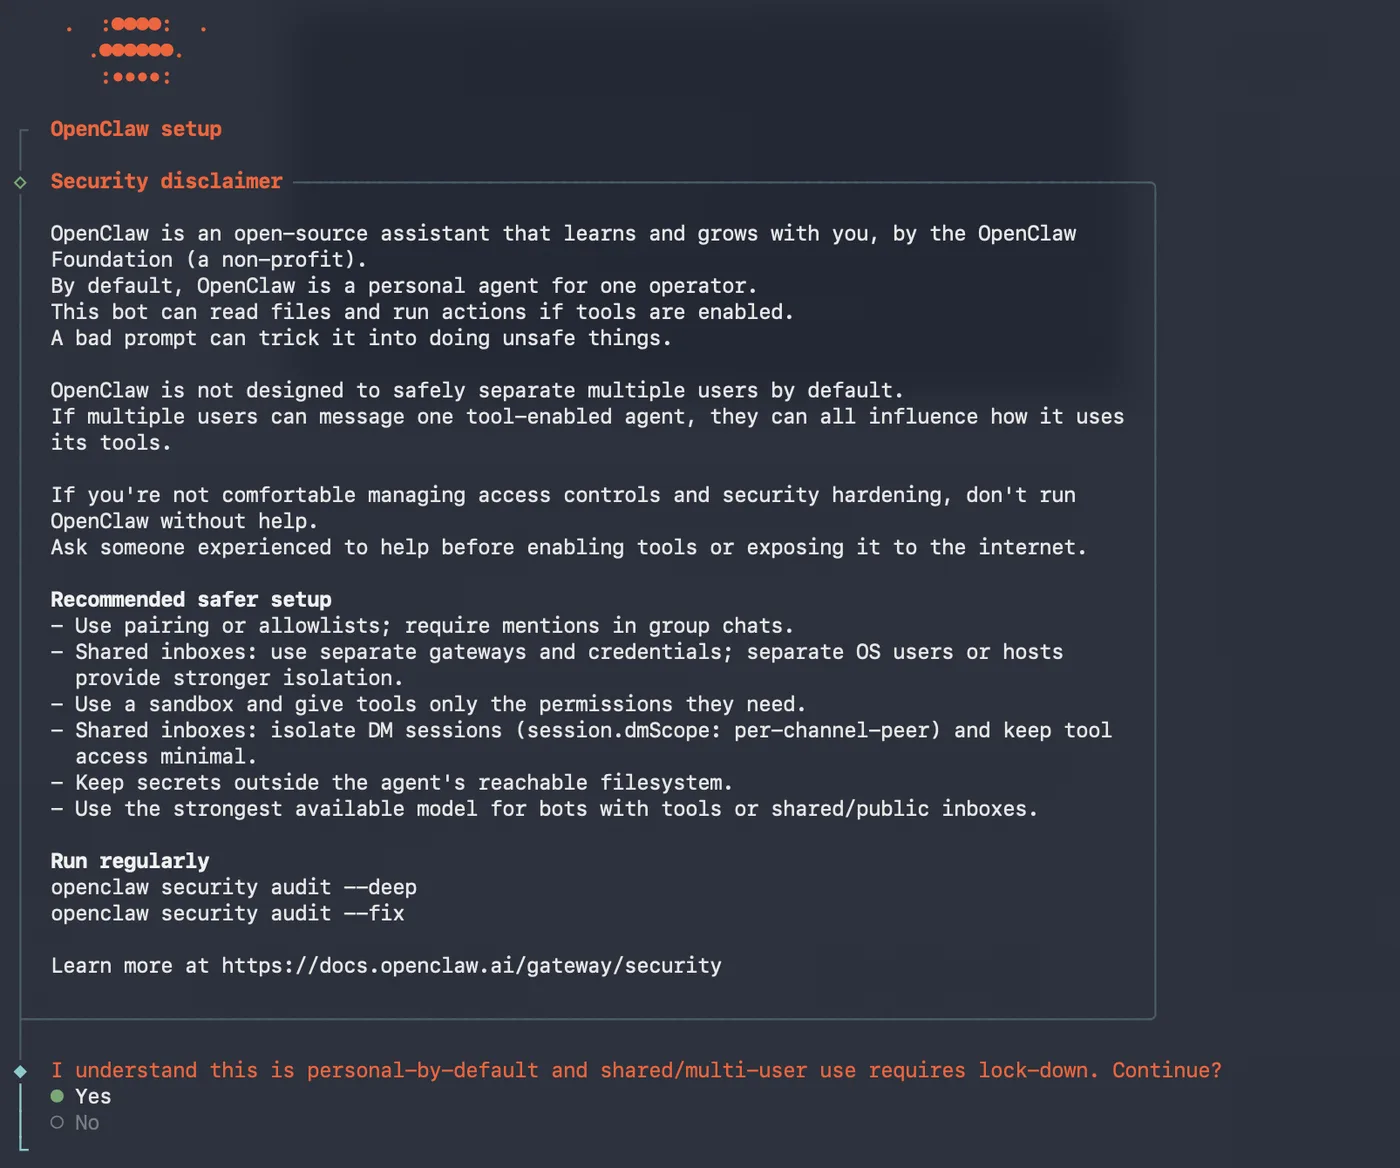 OpenClaw setup
Security disclaimer
OpenClaw is an open-source assistant that learns and grows with you, by the OpenClaw
Foundation (a non-profit).
By default, OpenClaw is a personal agent for one operator.
This bot can read files and run actions if tools are enabled.
A bad prompt can trick it into doing unsafe things.
OpenClaw is not designed to safely separate multiple users by default.
If multiple users can message one tool-enabled agent, they can all influence how it uses
its tools.
If you're not comfortable managing access controls and security hardening, don't run
OpenClaw without help.
Ask someone experienced to help before enabling tools or exposing it to the internet.
Recommended safer setup
- Use pairing or allowlists; require mentions in group chats.
- Shared inboxes: use separate gateways and credentials; separate OS users or hosts
provide stronger isolation.
- Use a sandbox and give tools only the permissions they need.
- Shared inboxes: isolate DM sessions (session.dmScope: per-channel-peer) and keep tool
access minimal.
- Keep secrets outside the agent's reachable filesystem.
- Use the strongest available model for bots with tools or shared/public inboxes.
Run regularly
openclaw security audit --deep
openclaw security audit --fix
Learn more at https://docs.openclaw.ai/gateway/security
I understand this is personal-by-default and shared/multi-user use requires lock-down. Continue?
Yes
No